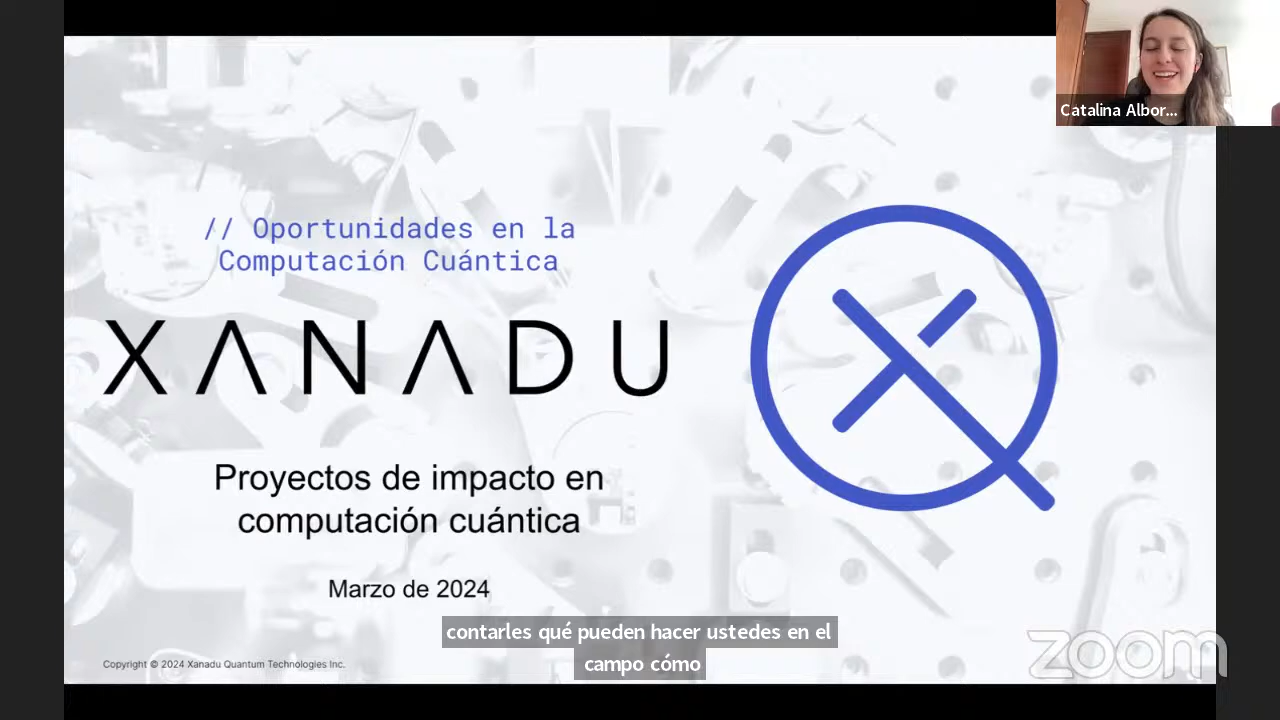 Catalina Albor...
// Oportunidades en la
Computación Cuántica
XANADU
Proyectos de impacto en
computación cuántica
Marzo de 2024
contarles qué pueden hacer ustedes en el
campo cómo
Copyright © 2024 Xanadu Quantum Technologies Inc.
zoom